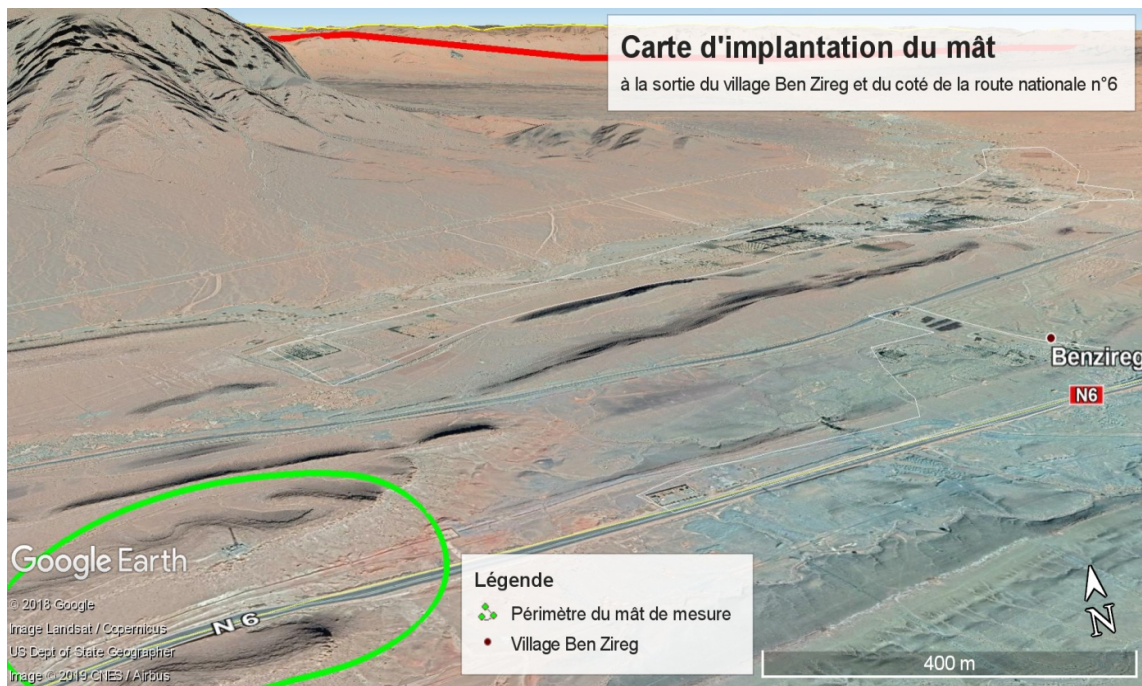 Carte d'implantation du mât
à la sortie du village Ben Zireg et du coté de la route nationale n°6
Benzireg
N6
Google Earth
© 2018 Google
Image Landsat / Copernicus
US Dept of State Geographer
Image © 2019 CNES / Airbus
N 6
Légende
Périmètre du mât de mesure
Village Ben Zireg
N
400 m